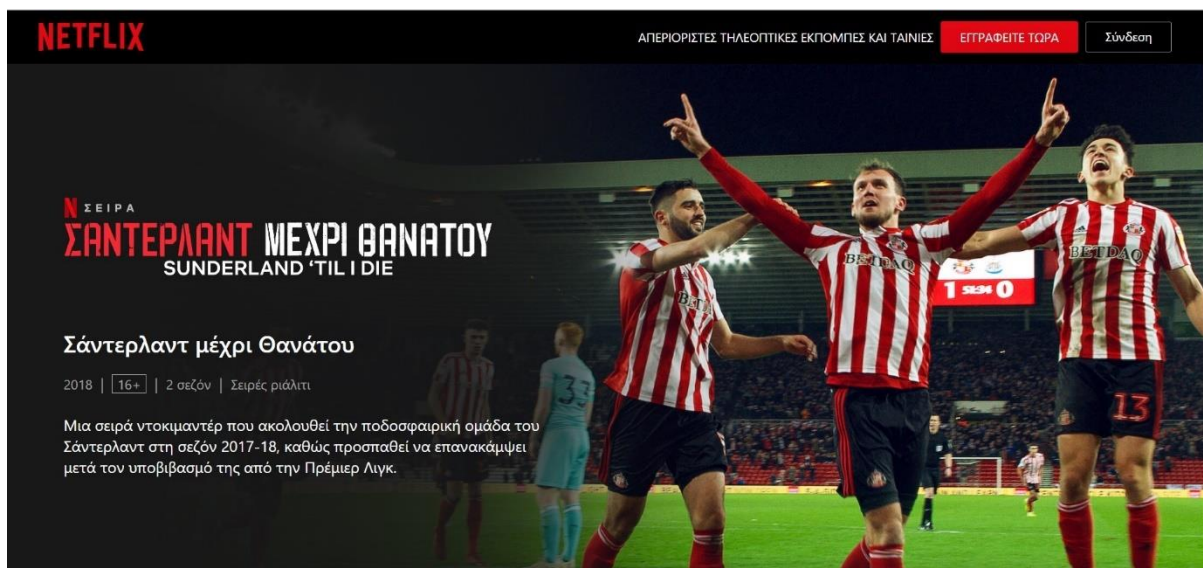 NETFLIX
ΑΠΕΡΙΟΡΙΣΤΕΣ ΤΗΛΕΟΠΤΙΚΕΣ ΕΚΠΟΜΠΕΣ ΚΑΙ ΤΑΙΝΙΕΣ
ΕΓΓΡΑΦΕΙΤΕ ΤΩΡΑ
Σύνδεση
N ΣΕΙΡΑ
ΣΑΝΤΕΡΛΑΝΤ ΜΕΧΡΙ ΘΑΝΑΤΟΥ
SUNDERLAND ‘TIL I DIE
Σάντερλαντ μέχρι Θανάτου
2018 | 16+ | 2 σεζόν | Σειρές ριάλιτι
Μια σειρά ντοκιμαντέρ που ακολουθεί την ποδοσφαιρική ομάδα του
Σάντερλαντ στη σεζόν 2017-18, καθώς προσπαθεί να επανακάμψει
μετά τον υποβιβασμό της από την Πρέμιερ Λιγκ.
BETDAQ
BETDAQ
1 51:34 0
33
13